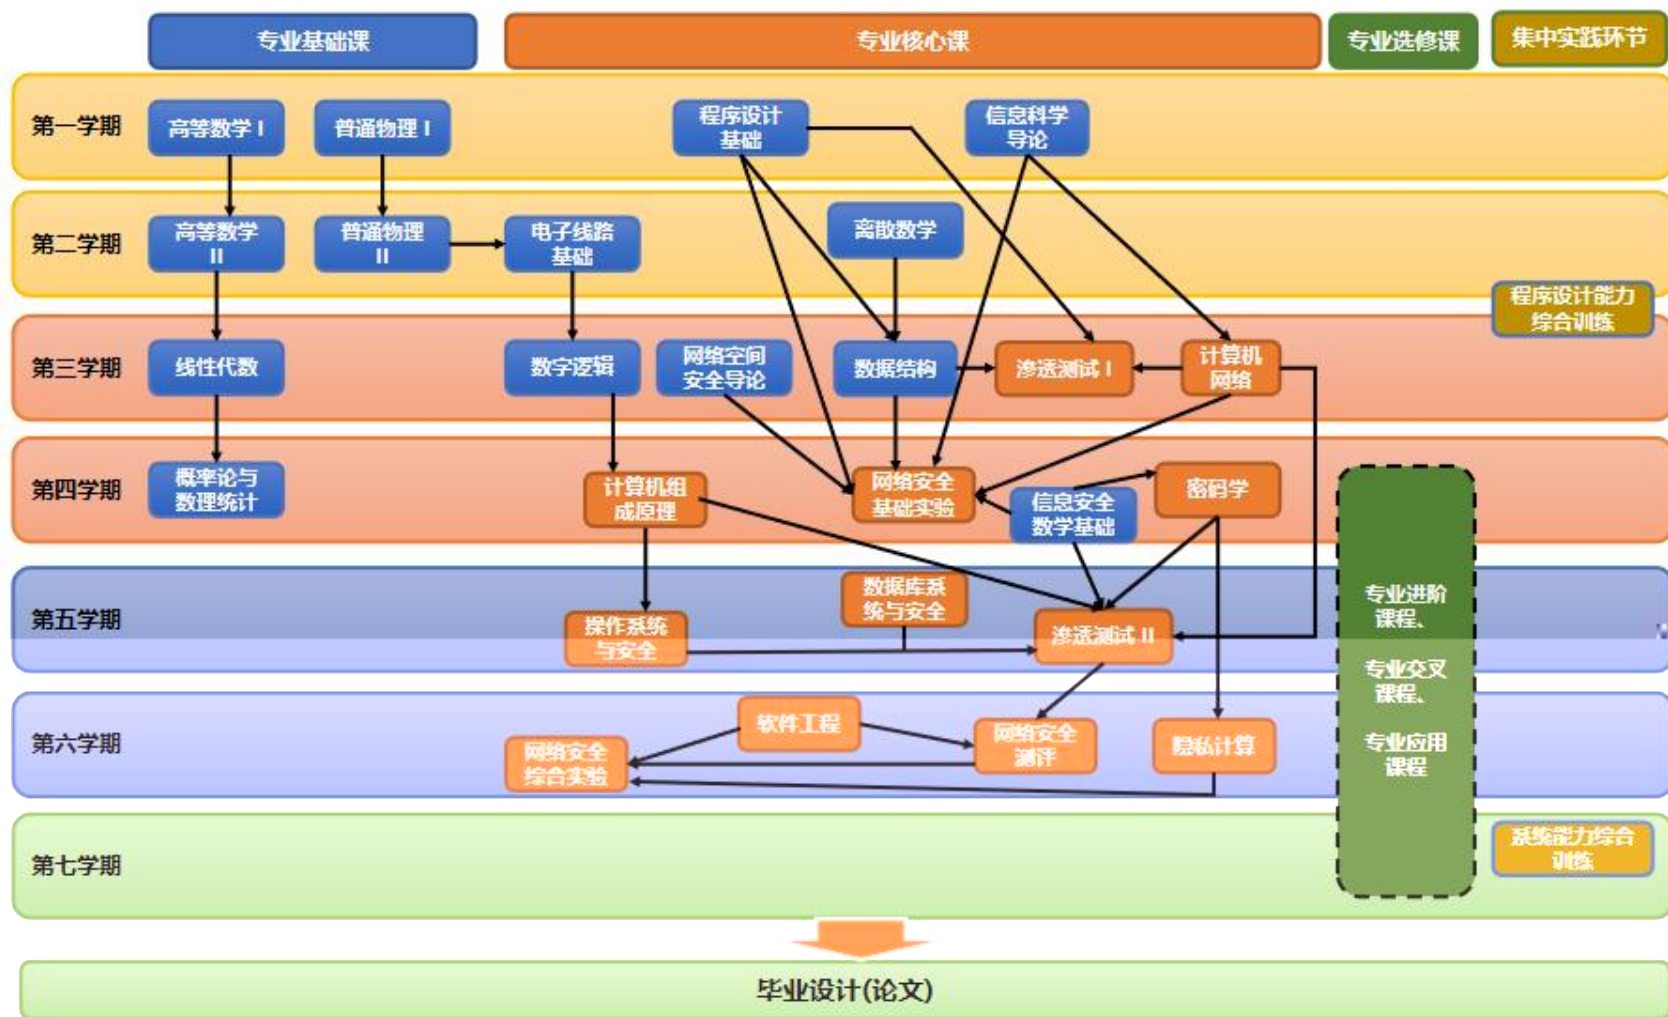 专业基础课
专业核心课
专业选修课
集中实践环节
第一学期
高等数学 I
普通物理 I
程序设计
基础
信息科学
导论
第二学期
高等数学
II
普通物理
II
电子线路
基础
离散数学
程序设计能力
综合训练
第三学期
线性代数
数字逻辑
网络空间
安全导论
数据结构
渗透测试 I
计算机
网络
第四学期
概率论与
数理统计
计算机组
成原理
网络安全
基础实验
信息安全
数学基础
密码学
第五学期
操作系统
与安全
数据库系
统与安全
渗透测试 II
专业进阶
课程、
专业交叉
课程、
专业应用
课程
第六学期
网络安全
综合实验
软件工程
网络安全
测评
隐私计算
第七学期
系统能力综合
训练
毕业设计(论文)